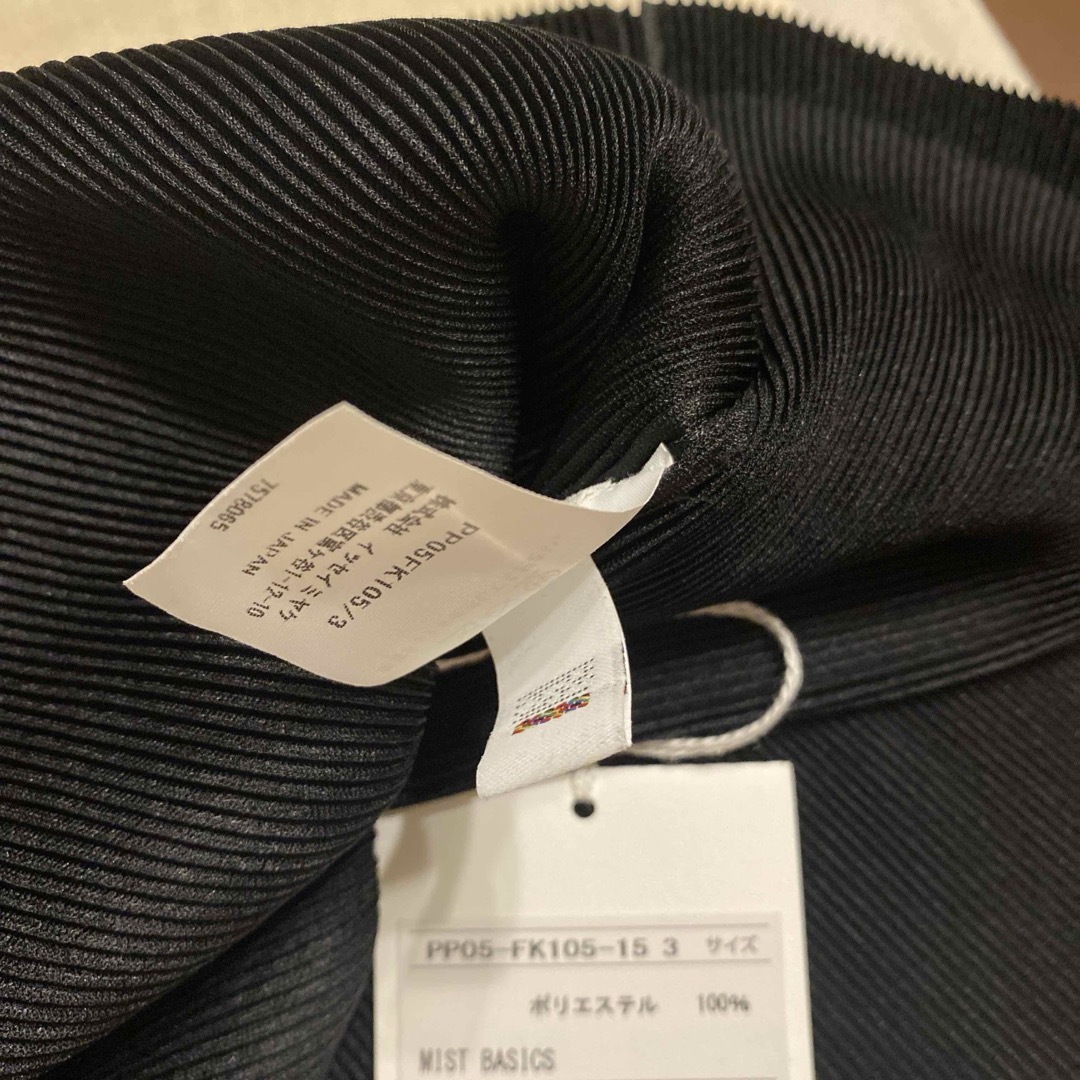 PP05FK105/3
株式会社 イッセイミヤケ
東京都渋谷区富ヶ谷1-12-10
MADE IN JAPAN
7578065
PP05-FK105-15 3 サイズ
ポリエステル 100%
MIST BASICS